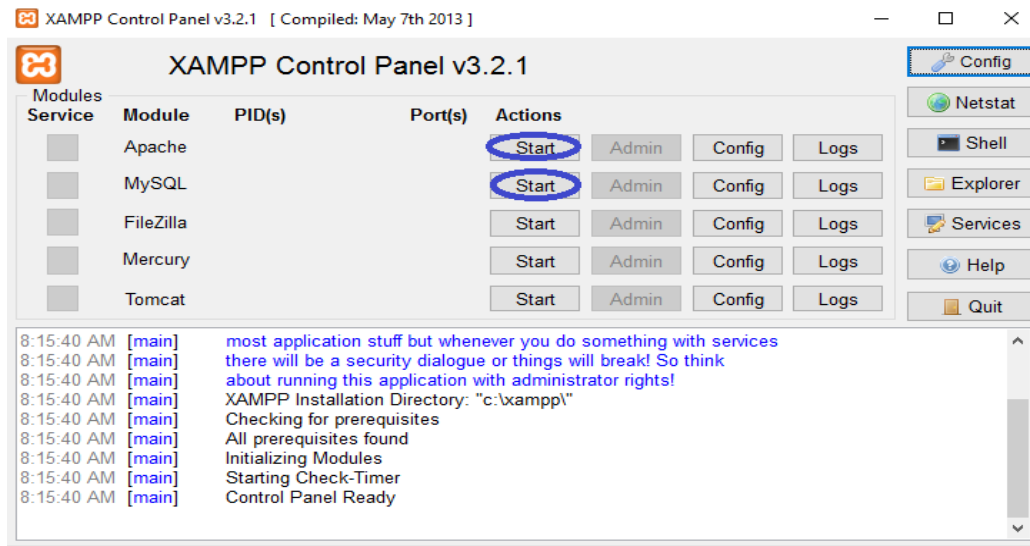 XAMPP Control Panel v3.2.1 [ Compiled: May 7th 2013 ]
XAMPP Control Panel v3.2.1
Config
Modules
Netstat
Service Module PID(s) Port(s) Actions
Apache Start Admin Config Logs
Shell
MySQL Start Admin Config Logs
Explorer
FileZilla Start Admin Config Logs
Services
Mercury Start Admin Config Logs
Help
Tomcat Start Admin Config Logs
Quit
8:15:40 AM [main] most application stuff but whenever you do something with services
8:15:40 AM [main] there will be a security dialogue or things will break! So think
8:15:40 AM [main] about running this application with administrator rights!
8:15:40 AM [main] XAMPP Installation Directory: "c:\xampp\"
8:15:40 AM [main] Checking for prerequisites
8:15:40 AM [main] All prerequisites found
8:15:40 AM [main] Initializing Modules
8:15:40 AM [main] Starting Check-Timer
8:15:40 AM [main] Control Panel Ready